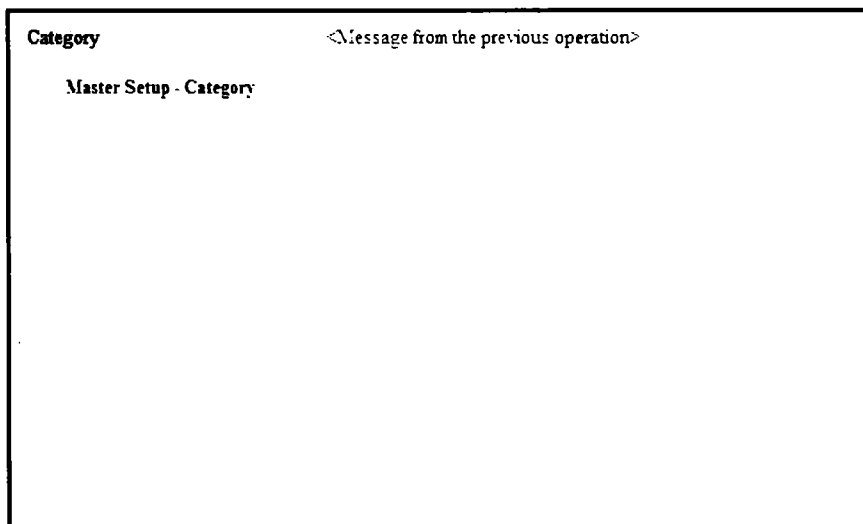 Category <Message from the previous operation>
Master Setup - Category